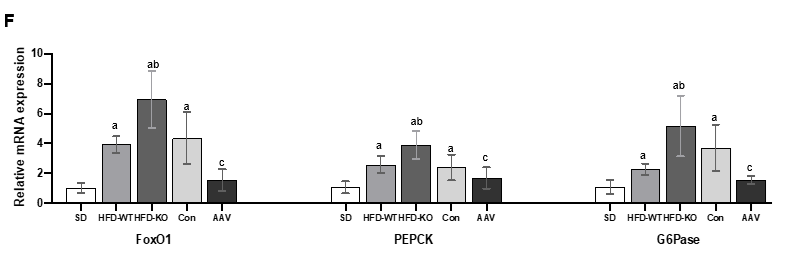 F
Relative mRNA expression
10
8
6
4
2
0
a
ab
a
c
a
ab
a
c
a
ab
a
c
SD HFD-WT HFD-KO Con AAV
SD HFD-WT HFD-KO Con AAV
SD HFD-WT HFD-KO Con AAV
FoxO1
PEPCK
G6Pase